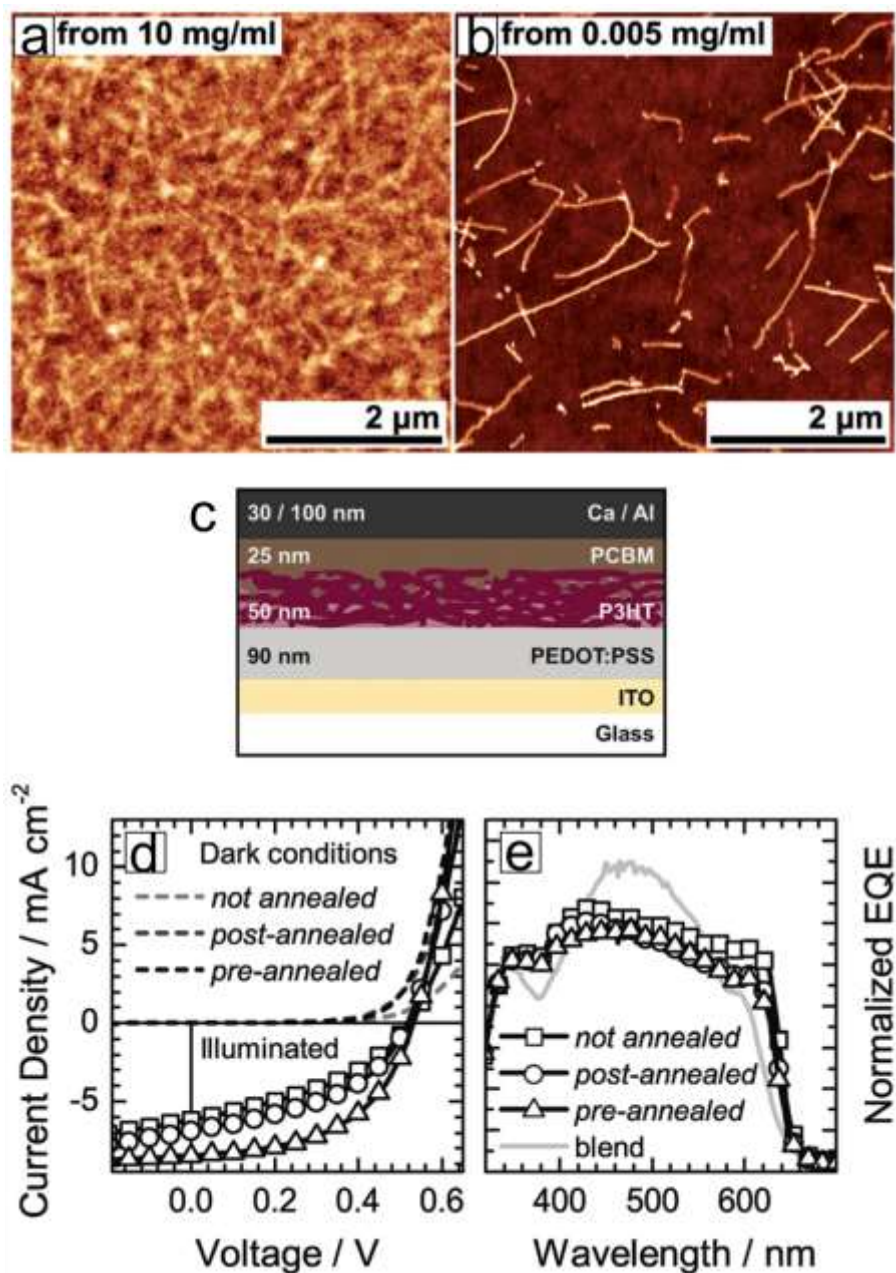 a from 10 mg/ml
2 µm
b from 0.005 mg/ml
2 µm
c
30 / 100 nm Ca / Al
25 nm PCBM
50 nm P3HT
90 nm PEDOT:PSS
ITO
Glass
d
Dark conditions
not annealed
post-annealed
pre-annealed
Illuminated
10
5
0
-5
0.0 0.2 0.4 0.6
Current Density / mA cm⁻²
Voltage / V
e
not annealed
post-annealed
pre-annealed
blend
400 500 600
Wavelength / nm
Normalized EQE